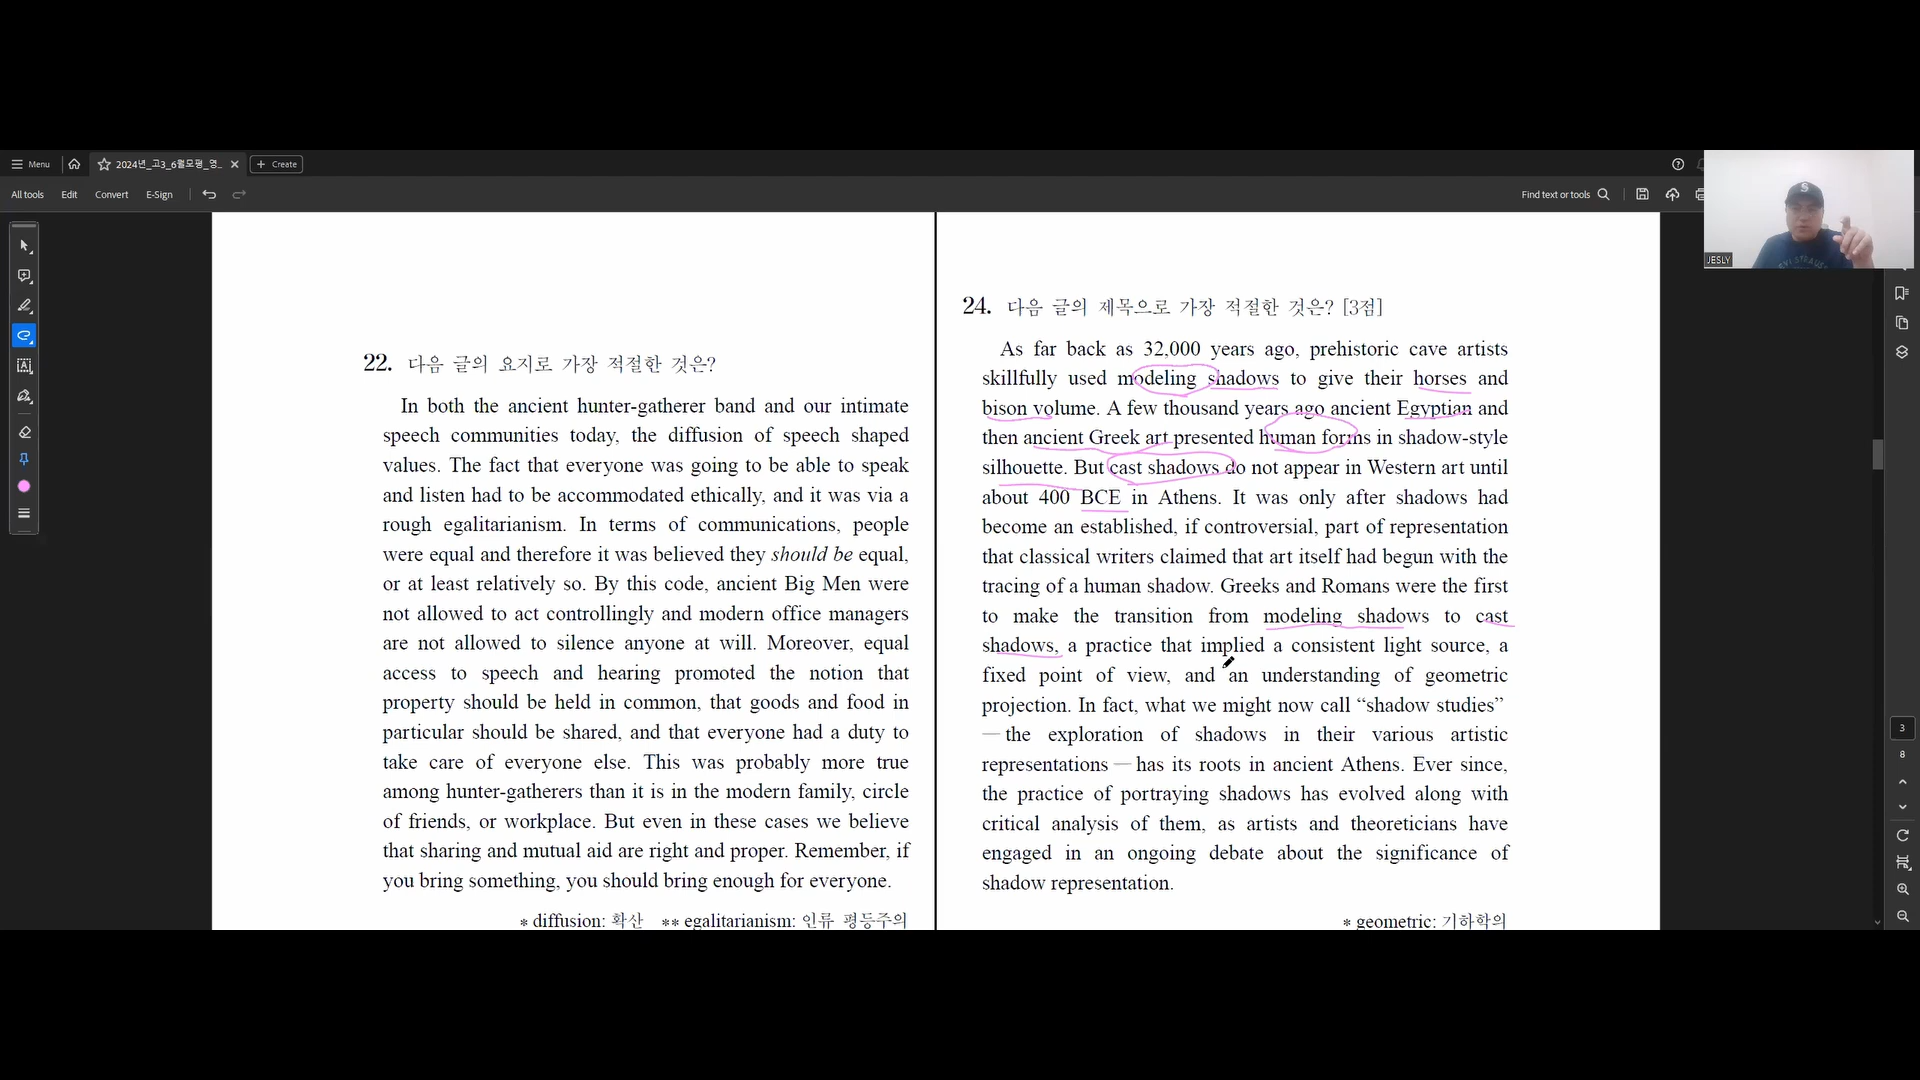 Menu
2024년_고3_6월모평_영...
Create
All tools Edit Convert E-Sign
Find text or tools
JESLY
22. 다음 글의 요지로 가장 적절한 것은?
In both the ancient hunter-gatherer band and our intimate
speech communities today, the diffusion of speech shaped
values. The fact that everyone was going to be able to speak
and listen had to be accommodated ethically, and it was via a
rough egalitarianism. In terms of communications, people
were equal and therefore it was believed they should be equal,
or at least relatively so. By this code, ancient Big Men were
not allowed to act controllingly and modern office managers
are not allowed to silence anyone at will. Moreover, equal
access to speech and hearing promoted the notion that
property should be held in common, that goods and food in
particular should be shared, and that everyone had a duty to
take care of everyone else. This was probably more true
among hunter-gatherers than it is in the modern family, circle
of friends, or workplace. But even in these cases we believe
that sharing and mutual aid are right and proper. Remember, if
you bring something, you should bring enough for everyone.
* diffusion: 확산 ** egalitarianism: 인류 평등주의
24. 다음 글의 제목으로 가장 적절한 것은? [3점]
As far back as 32,000 years ago, prehistoric cave artists
skillfully used modeling shadows to give their horses and
bison volume. A few thousand years ago ancient Egyptian and
then ancient Greek art presented human forms in shadow-style
silhouette. But cast shadows do not appear in Western art until
about 400 BCE in Athens. It was only after shadows had
become an established, if controversial, part of representation
that classical writers claimed that art itself had begun with the
tracing of a human shadow. Greeks and Romans were the first
to make the transition from modeling shadows to cast
shadows, a practice that implied a consistent light source, a
fixed point of view, and an understanding of geometric
projection. In fact, what we might now call “shadow studies”
— the exploration of shadows in their various artistic
representations — has its roots in ancient Athens. Ever since,
the practice of portraying shadows has evolved along with
critical analysis of them, as artists and theoreticians have
engaged in an ongoing debate about the significance of
shadow representation.
* geometric: 기하학의
3
8